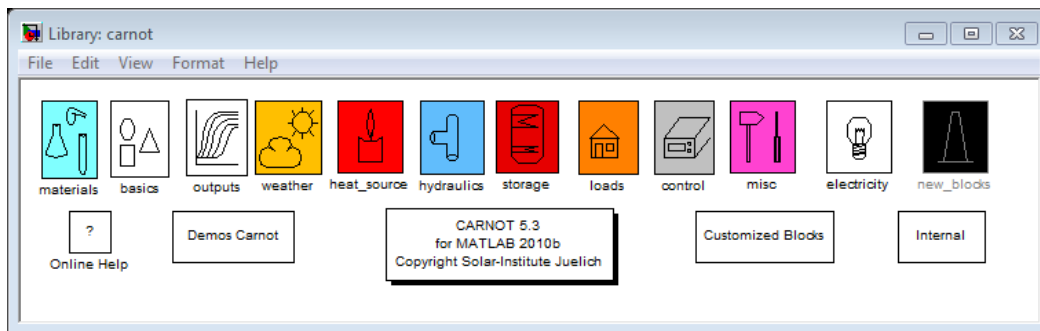 Library: carnot
File Edit View Format Help
materials basics outputs weather heat_source hydraulics storage loads control misc electricity new_blocks
?
Online Help
Demos Carnot
CARNOT 5.3
for MATLAB 2010b
Copyright Solar-Institute Juelich
Customized Blocks
Internal